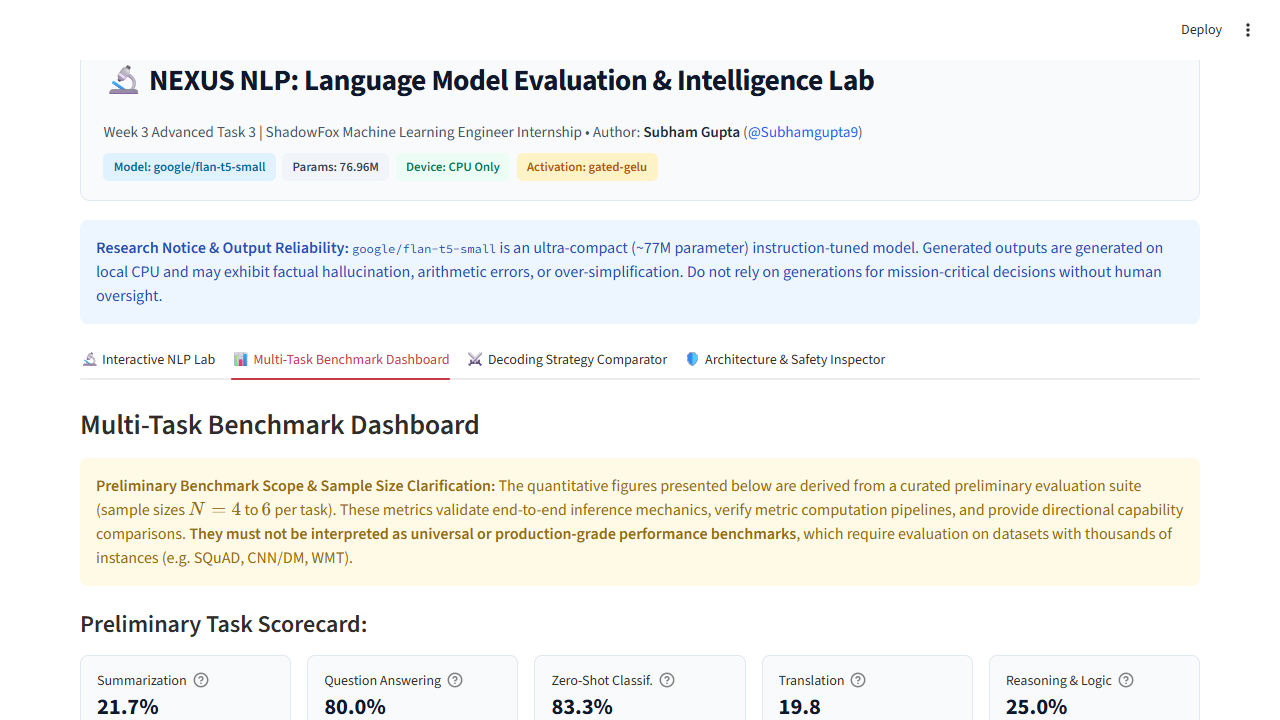 Deploy
NEXUS NLP: Language Model Evaluation & Intelligence Lab
Week 3 Advanced Task 3 | ShadowFox Machine Learning Engineer Internship • Author: Subham Gupta (@Subhamgupta9)
Model: google/flan-t5-small Params: 76.96M Device: CPU Only Activation: gated-gelu
Research Notice & Output Reliability: google/flan-t5-small is an ultra-compact (~77M parameter) instruction-tuned model. Generated outputs are generated on
local CPU and may exhibit factual hallucination, arithmetic errors, or over-simplification. Do not rely on generations for mission-critical decisions without human
oversight.
Interactive NLP Lab Multi-Task Benchmark Dashboard Decoding Strategy Comparator Architecture & Safety Inspector
Multi-Task Benchmark Dashboard
Preliminary Benchmark Scope & Sample Size Clarification: The quantitative figures presented below are derived from a curated preliminary evaluation suite
(sample sizes N = 4 to 6 per task). These metrics validate end-to-end inference mechanics, verify metric computation pipelines, and provide directional capability
comparisons. They must not be interpreted as universal or production-grade performance benchmarks, which require evaluation on datasets with thousands of
instances (e.g. SQuAD, CNN/DM, WMT).
Preliminary Task Scorecard:
Summarization Question Answering Zero-Shot Classif. Translation Reasoning & Logic
21.7% 80.0% 83.3% 19.8 25.0%